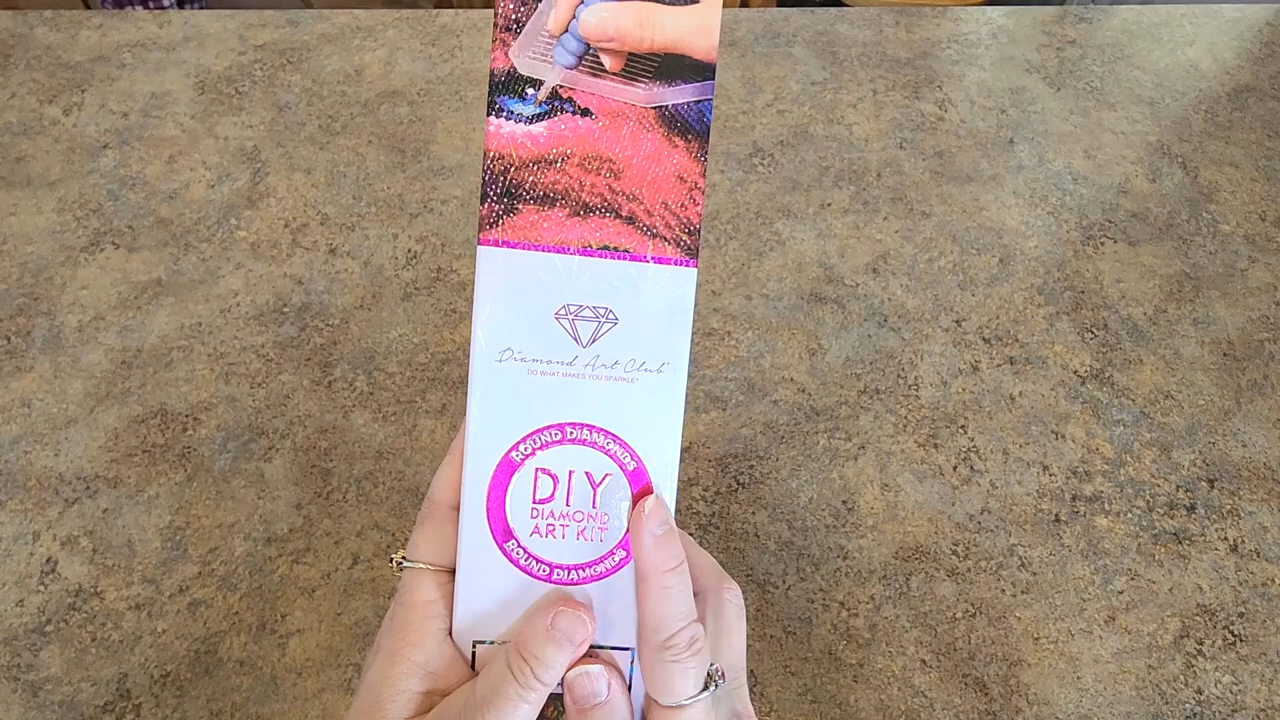 Diamond Art Club
DO WHAT MAKES YOU SPARKLE
ROUND DIAMONDS
DIY
DIAMOND
ART KIT
ROUND DIAMONDS